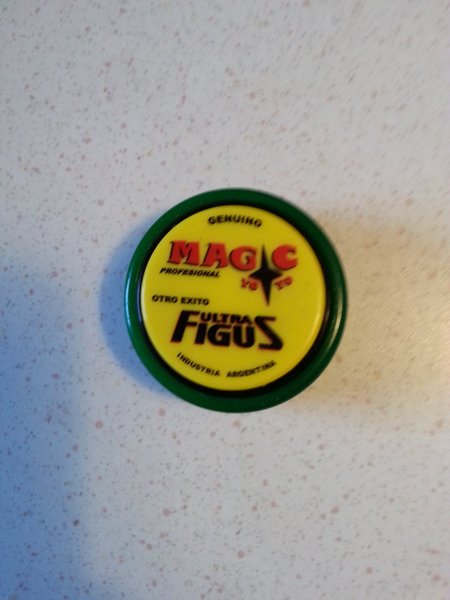 GENUINO
MAGIC
PROFESIONAL
YO YO
OTRO EXITO
ULTRA
FIGUS
INDUSTRIA ARGENTINA